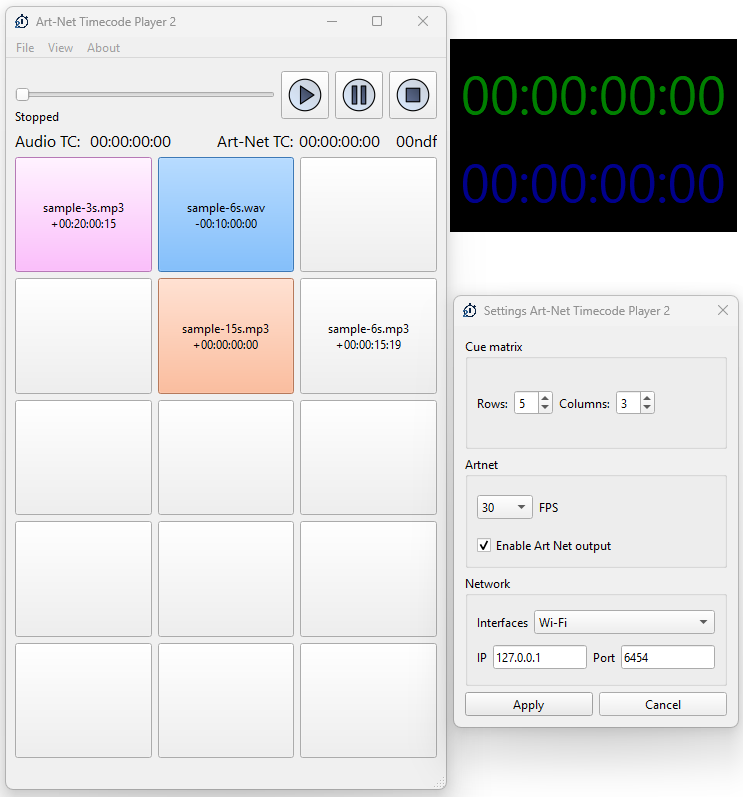 Art-Net Timecode Player 2
File View About
Stopped
Audio TC: 00:00:00:00 Art-Net TC: 00:00:00:00 00ndf
sample-3s.mp3
+00:20:00:15
sample-6s.wav
-00:10:00:00
sample-15s.mp3
+00:00:00:00
sample-6s.mp3
+00:00:15:19
00:00:00:00
00:00:00:00
Settings Art-Net Timecode Player 2
Cue matrix
Rows: 5 Columns: 3
Artnet
30 FPS
Enable Art Net output
Network
Interfaces Wi-Fi
IP 127.0.0.1 Port 6454
Apply Cancel